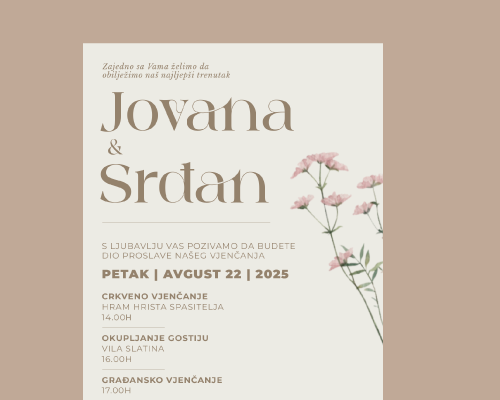 Zajedno sa Vama želimo da
obilježimo naš najljepši trenutak
Jovana
&
Srđan
S LJUBAVLJU VAS POZIVAMO DA BUDETE
DIO PROSLAVE NAŠEG VJENČANJA
PETAK | AVGUST 22 | 2025
CRKVENO VJENČANJE
HRAM HRISTA SPASITELJA
14.00H
OKUPLJANJE GOSTIJU
VILA SLATINA
16.00H
GRAĐANSKO VJENČANJE
17.00H